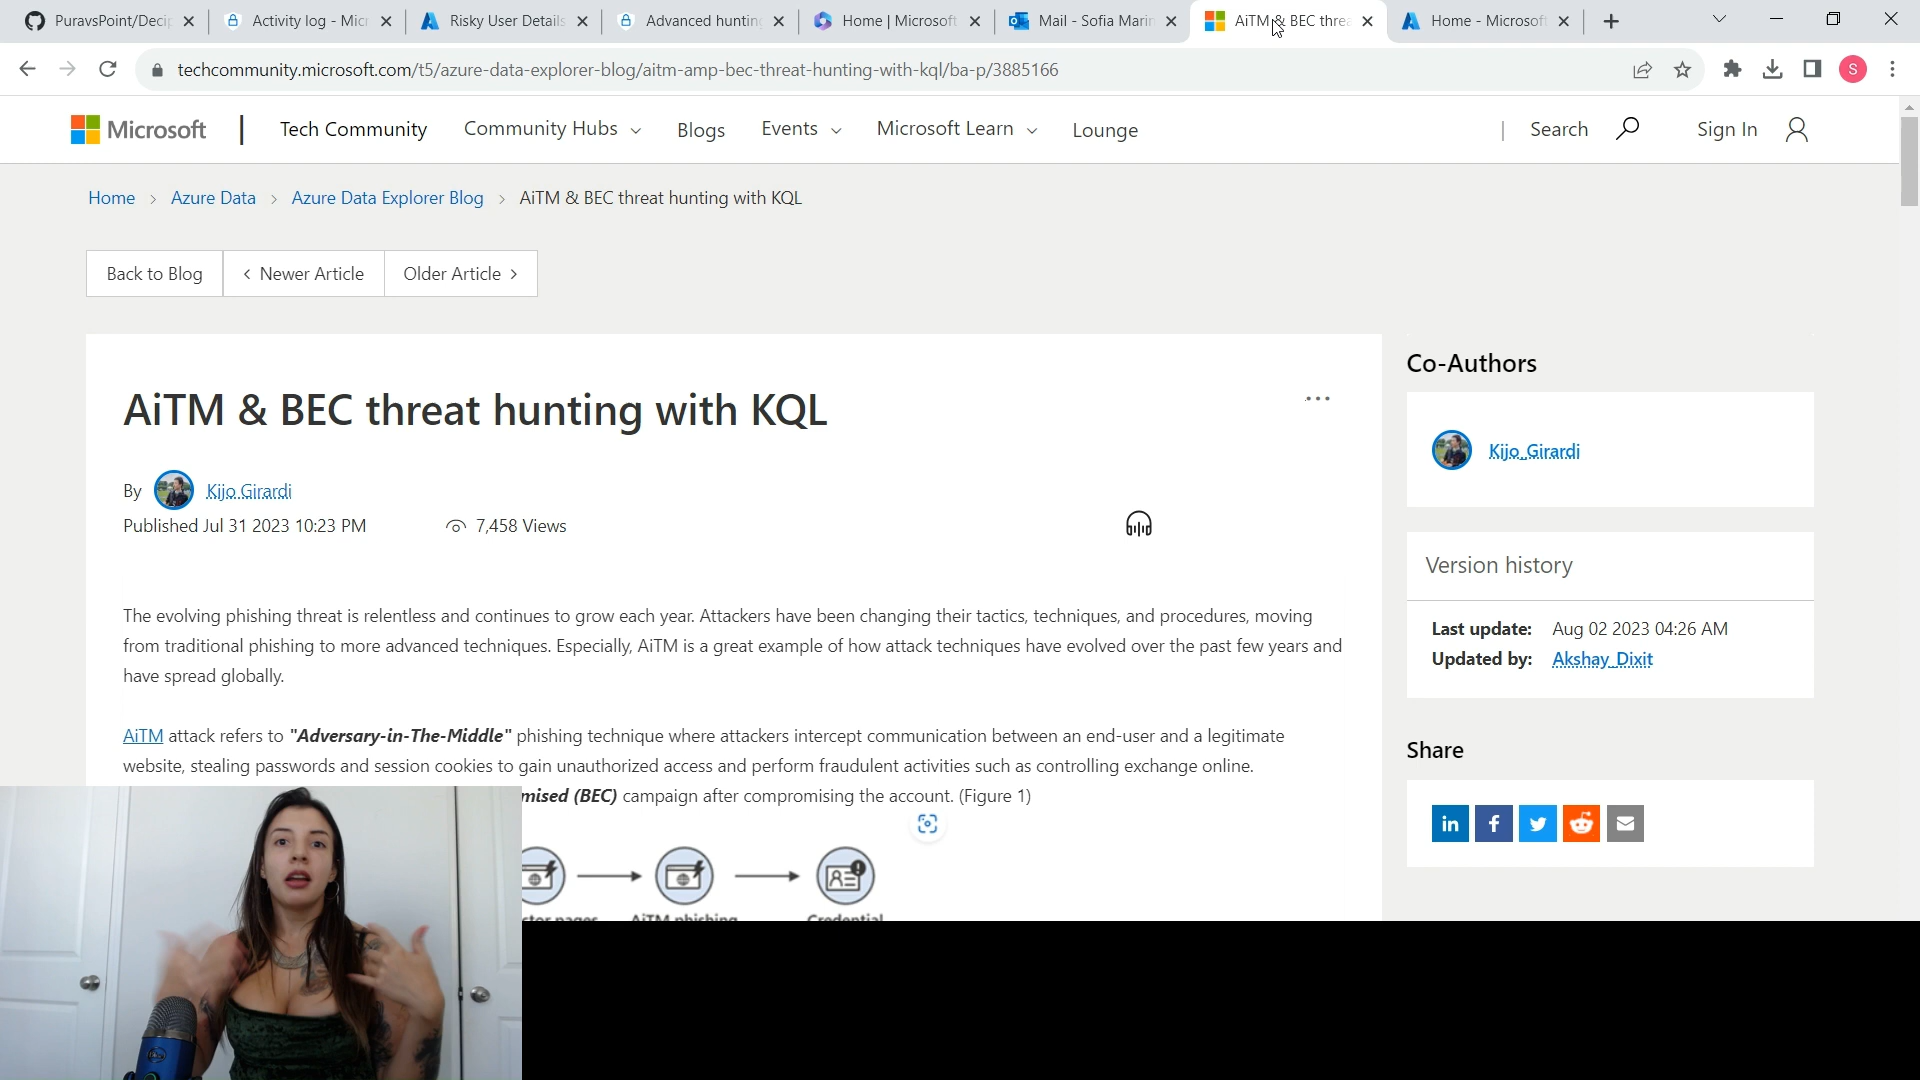 PuravsPoint/Decip
Activity log - Micr
Risky User Details
Advanced hunting
Home | Microsoft
Mail - Sofia Marin
AiTM & BEC threa
Home - Microsof
techcommunity.microsoft.com/t5/azure-data-explorer-blog/aitm-amp-bec-threat-hunting-with-kql/ba-p/3885166
S
Microsoft | Tech Community Community Hubs Blogs Events Microsoft Learn Lounge | Search Sign In
Home > Azure Data > Azure Data Explorer Blog > AiTM & BEC threat hunting with KQL
Back to Blog
< Newer Article
Older Article >
AiTM & BEC threat hunting with KQL
By Kijo Girardi
Published Jul 31 2023 10:23 PM 7,458 Views
The evolving phishing threat is relentless and continues to grow each year. Attackers have been changing their tactics, techniques, and procedures, moving
from traditional phishing to more advanced techniques. Especially, AiTM is a great example of how attack techniques have evolved over the past few years and
have spread globally.
AiTM attack refers to "Adversary-in-The-Middle" phishing technique where attackers intercept communication between an end-user and a legitimate
website, stealing passwords and session cookies to gain unauthorized access and perform fraudulent activities such as controlling exchange online.
mised (BEC) campaign after compromising the account. (Figure 1)
AiTM phishing
Credential
Co-Authors
Kijo_Girardi
Version history
Last update: Aug 02 2023 04:26 AM
Updated by: Akshay_Dixit
Share